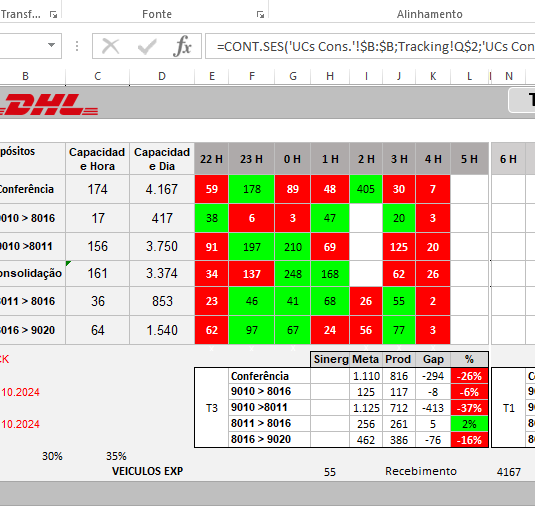 Transf...
Fonte
Alinhamento
fx
=CONT.SES('UCs Cons.'!$B:$B;Tracking!Q$2;'UCs Con
B C D E F G H I J K L N
DHL
T
pósitos Capacidad e Hora Capacidad e Dia 22 H 23 H 0 H 1 H 2 H 3 H 4 H 5 H 6 H
Conferência 174 4.167 59 178 89 48 405 30 7
9010 > 8016 17 417 38 6 3 47 20 3
9010 >8011 156 3.750 91 197 210 69 125 20
onsolidação 161 3.374 34 137 248 168 62 26
8011 > 8016 36 853 23 46 41 68 26 55 2
8016 > 9020 64 1.540 62 97 67 24 56 77 3
CK
Sinerg Meta Prod Gap %
Conferência 1.110 816 -294 -26%
10.2024 9010 > 8016 125 117 -8 -6%
T3 9010 >8011 1.125 712 -413 -37% T1
10.2024 8011 > 8016 256 261 5 2%
8016 > 9020 462 386 -76 -16%
30% 35%
VEICULOS EXP 55 Recebimento 4167